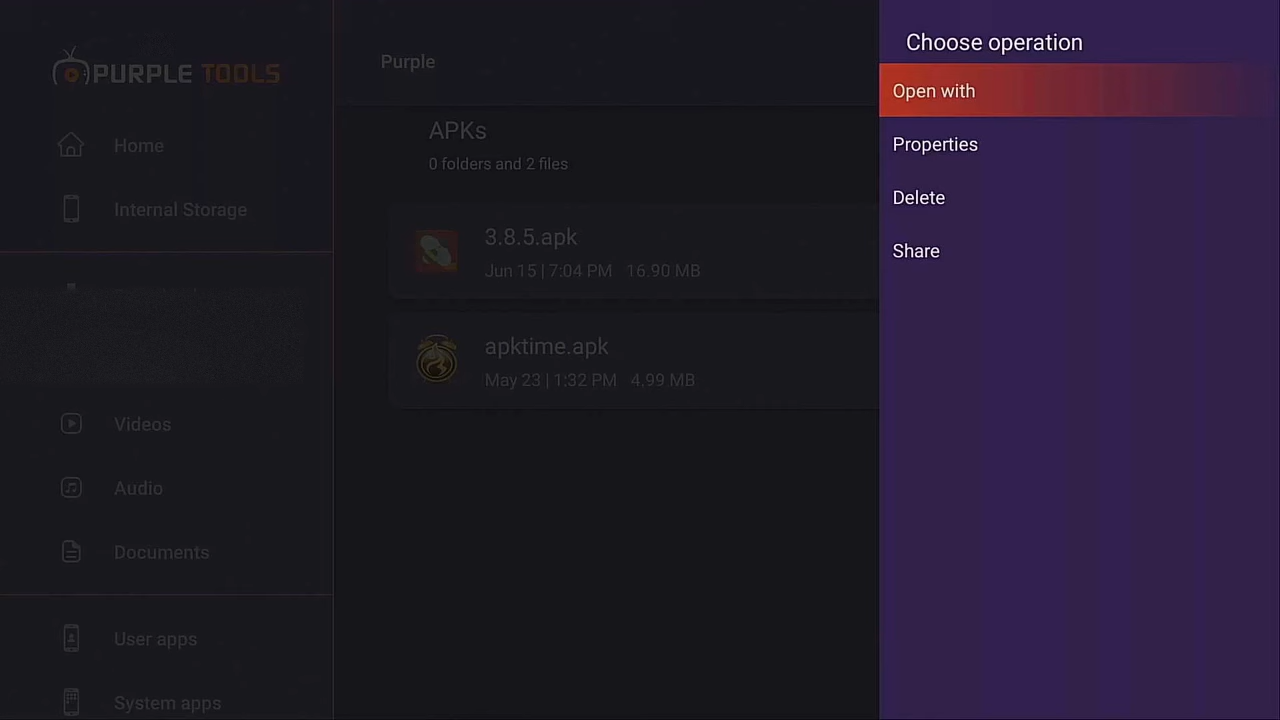 PURPLE TOOLS
Home
Internal Storage
Videos
Audio
Documents
User apps
System apps
Purple
APKs
0 folders and 2 files
3.8.5.apk
Jun 15 | 7:04 PM 16.90 MB
apktime.apk
May 23 | 1:32 PM 4.99 MB
Choose operation
Open with
Properties
Delete
Share